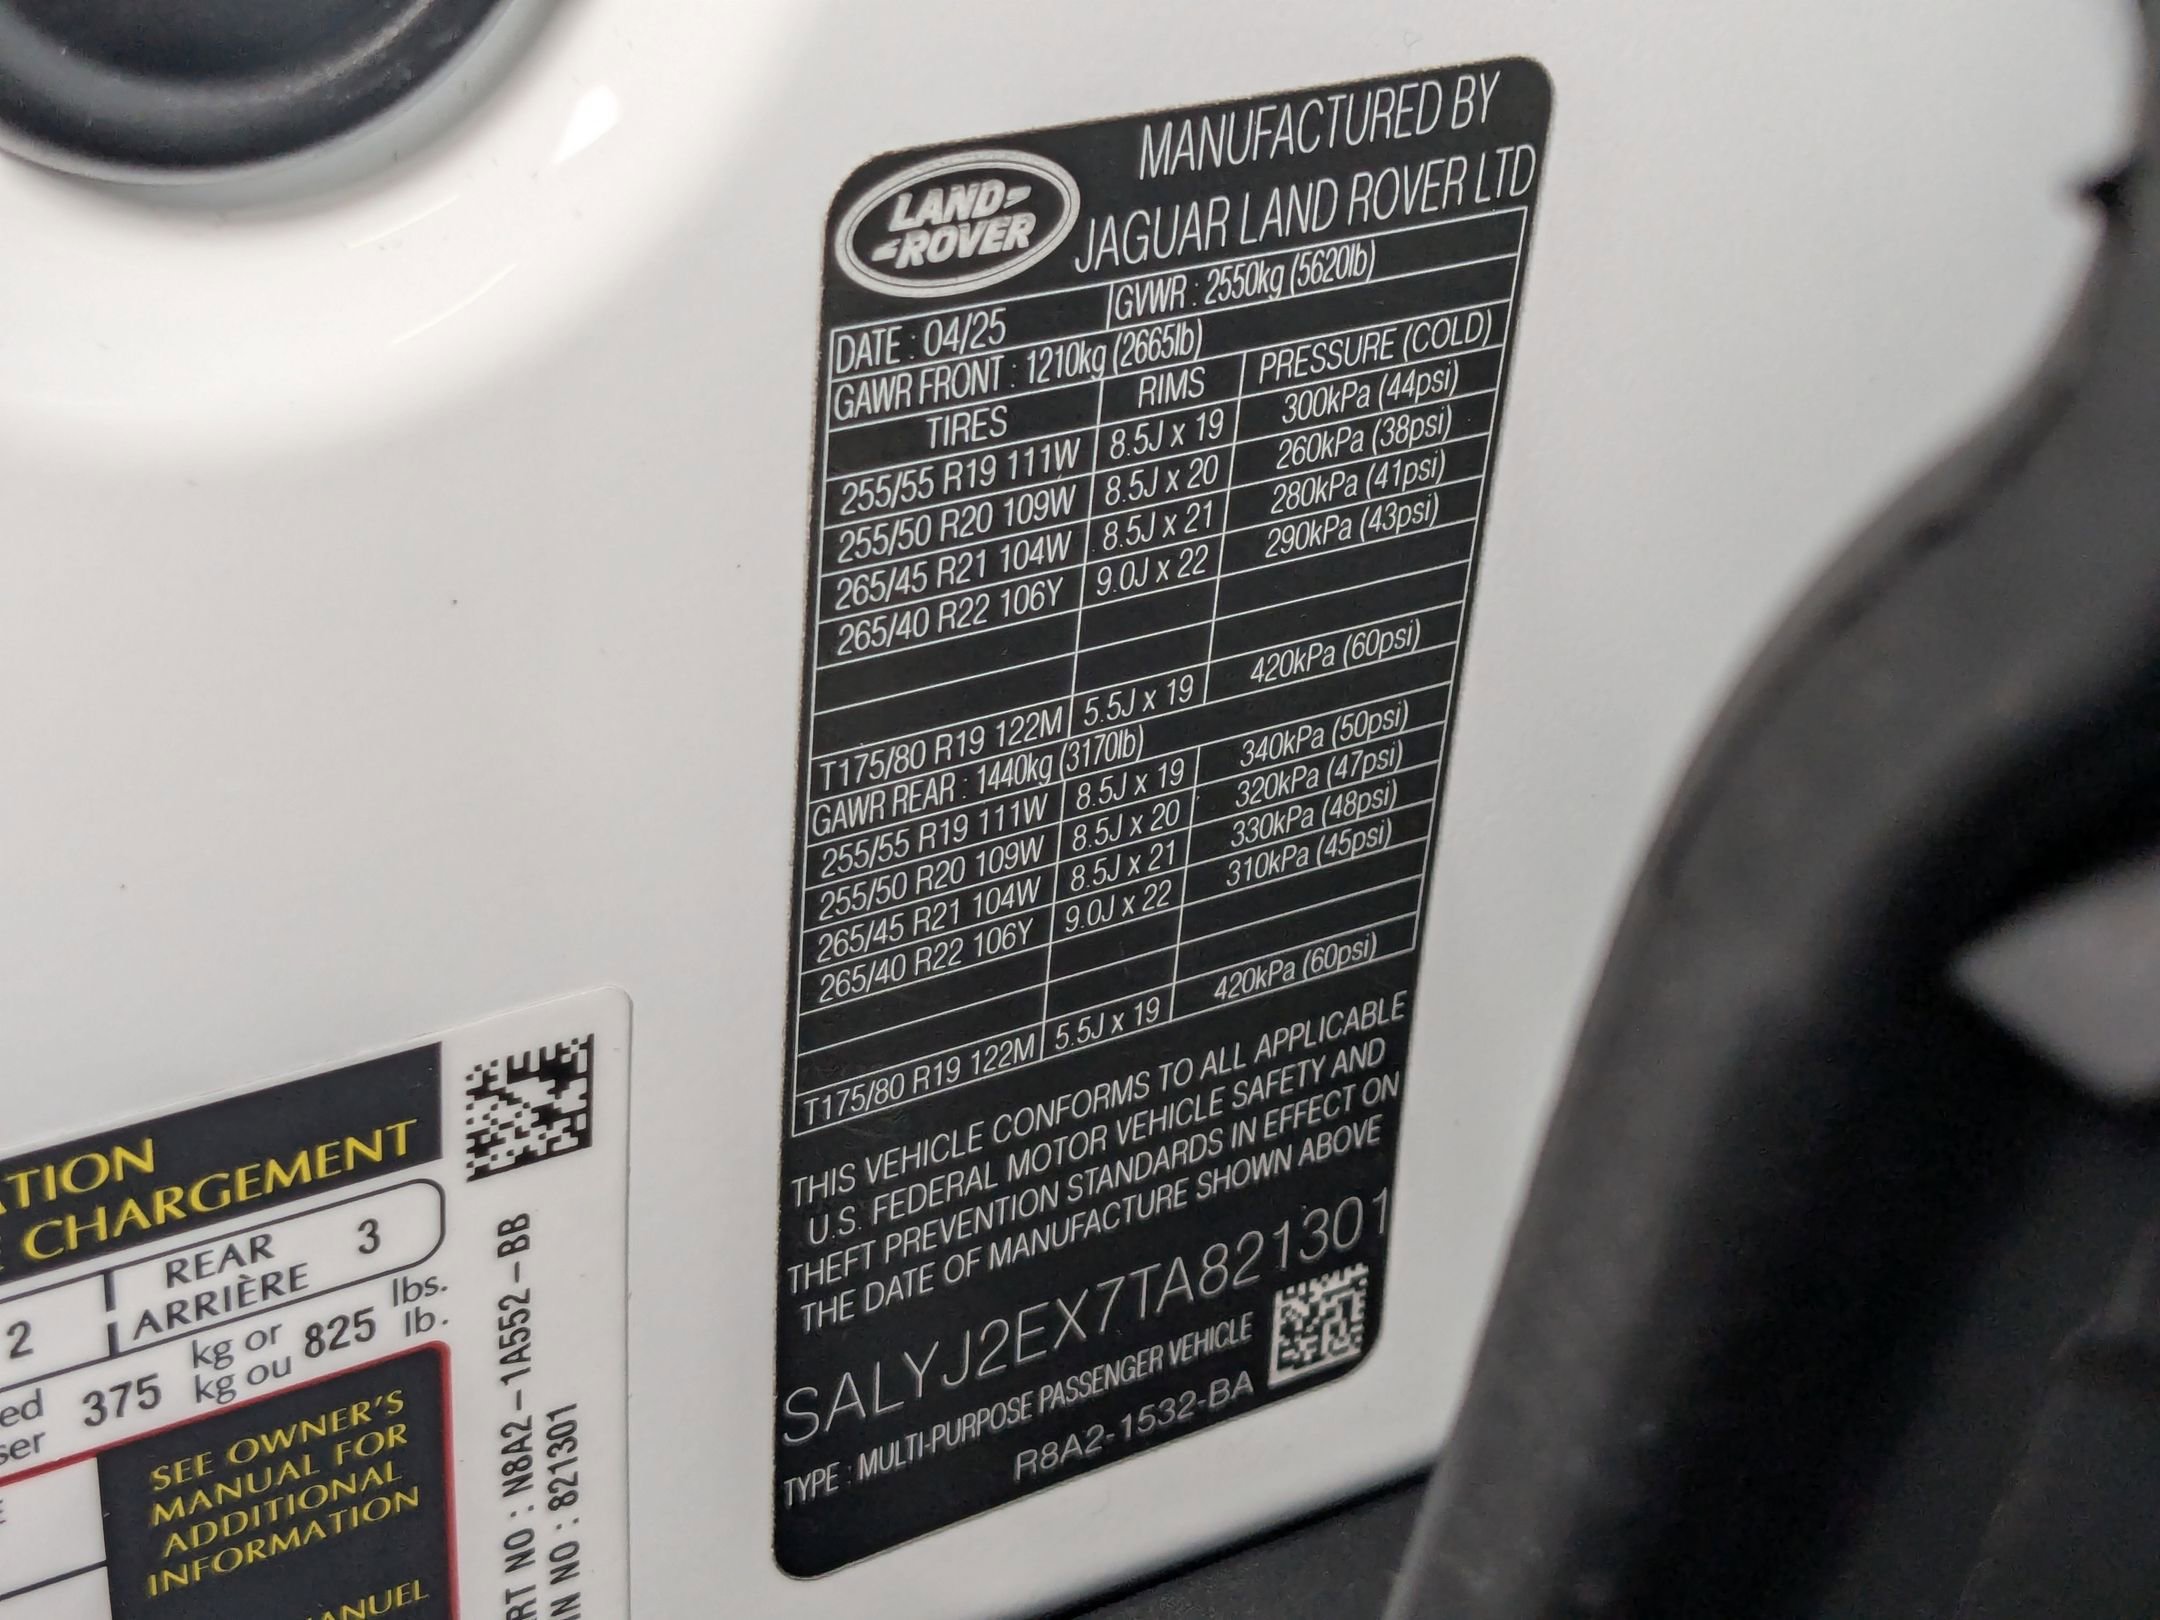 LAND-
-ROVER
MANUFACTURED BY
JAGUAR LAND ROVER LTD
DATE : 04/25 GVWR : 2550kg (5620lb)
GAWR FRONT : 1210kg (2665lb)
TIRES RIMS PRESSURE (COLD)
255/55 R19 111W 8.5J x 19 300kPa (44psi)
255/50 R20 109W 8.5J x 20 260kPa (38psi)
265/45 R21 104W 8.5J x 21 280kPa (41psi)
265/40 R22 106Y 9.0J x 22 290kPa (43psi)
T175/80 R19 122M 5.5J x 19 420kPa (60psi)
GAWR REAR : 1440kg (3170lb)
255/55 R19 111W 8.5J x 19 340kPa (50psi)
255/50 R20 109W 8.5J x 20 320kPa (47psi)
265/45 R21 104W 8.5J x 21 330kPa (48psi)
265/40 R22 106Y 9.0J x 22 310kPa (45psi)
T175/80 R19 122M 5.5J x 19 420kPa (60psi)
THIS VEHICLE CONFORMS TO ALL APPLICABLE
U.S. FEDERAL MOTOR VEHICLE SAFETY AND
THEFT PREVENTION STANDARDS IN EFFECT ON
THE DATE OF MANUFACTURE SHOWN ABOVE
SALYJ2EX7TA821301
TYPE : MULTI-PURPOSE PASSENGER VEHICLE
R8A2-1532-BA
TION
CHARGEMENT
2 REAR 3
ARRIÈRE
ed 375 kg or 825 lbs.
ser kg ou lb.
SEE OWNER'S
MANUAL FOR
ADDITIONAL
INFORMATION
ANUEL
RT NO : N8A2-1A552-BB
IN NO : 821301